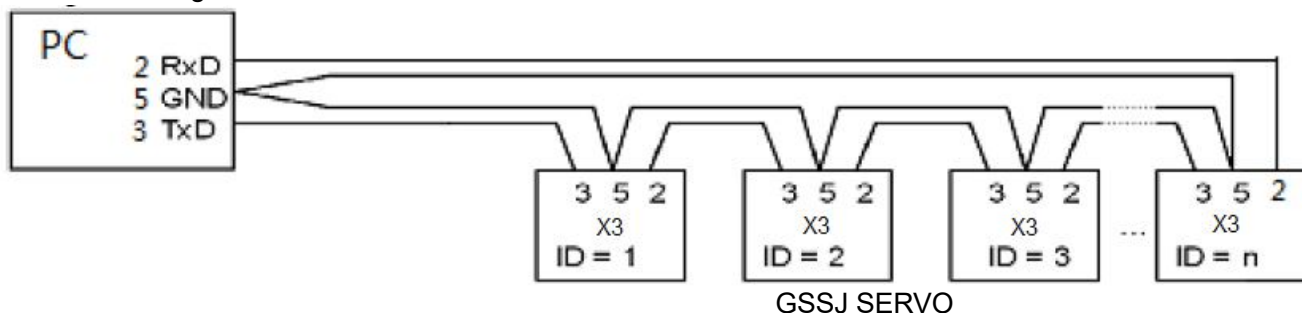 PC
2 RxD
5 GND
3 TxD
3 5 2
X3
ID = 1
3 5 2
X3
ID = 2
3 5 2
X3
ID = 3
...
3 5 2
X3
ID = n
GSSJ SERVO